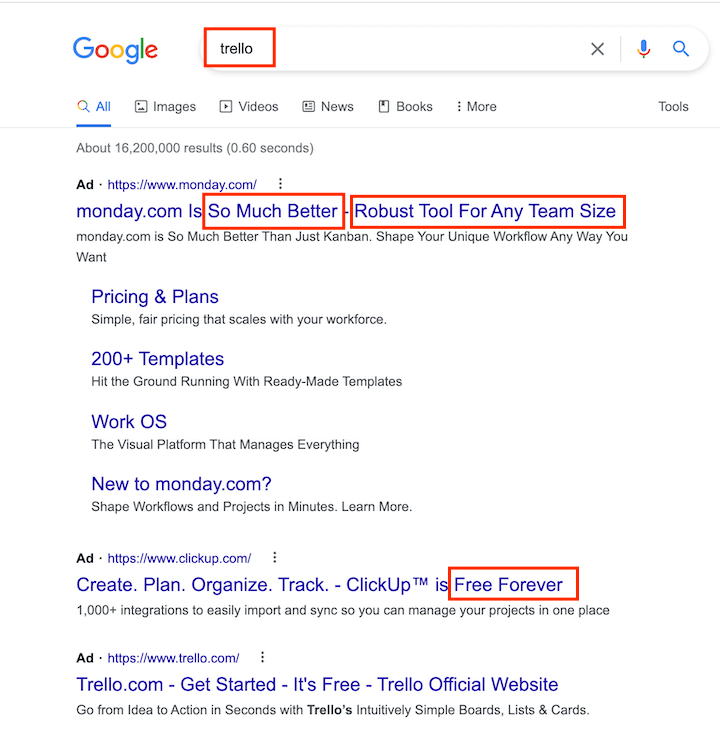 Google
trello
All Images Videos News Books More Tools
About 16,200,000 results (0.60 seconds)
Ad · https://www.monday.com/
monday.com Is So Much Better - Robust Tool For Any Team Size
monday.com is So Much Better Than Just Kanban. Shape Your Unique Workflow Any Way You
Want
Pricing & Plans
Simple, fair pricing that scales with your workforce.
200+ Templates
Hit the Ground Running With Ready-Made Templates
Work OS
The Visual Platform That Manages Everything
New to monday.com?
Shape Workflows and Projects in Minutes. Learn More.
Ad · https://www.clickup.com/
Create. Plan. Organize. Track. - ClickUp™ is Free Forever
1,000+ integrations to easily import and sync so you can manage your projects in one place
Ad · https://www.trello.com/
Trello.com - Get Started - It's Free - Trello Official Website
Go from Idea to Action in Seconds with Trello's Intuitively Simple Boards, Lists & Cards.